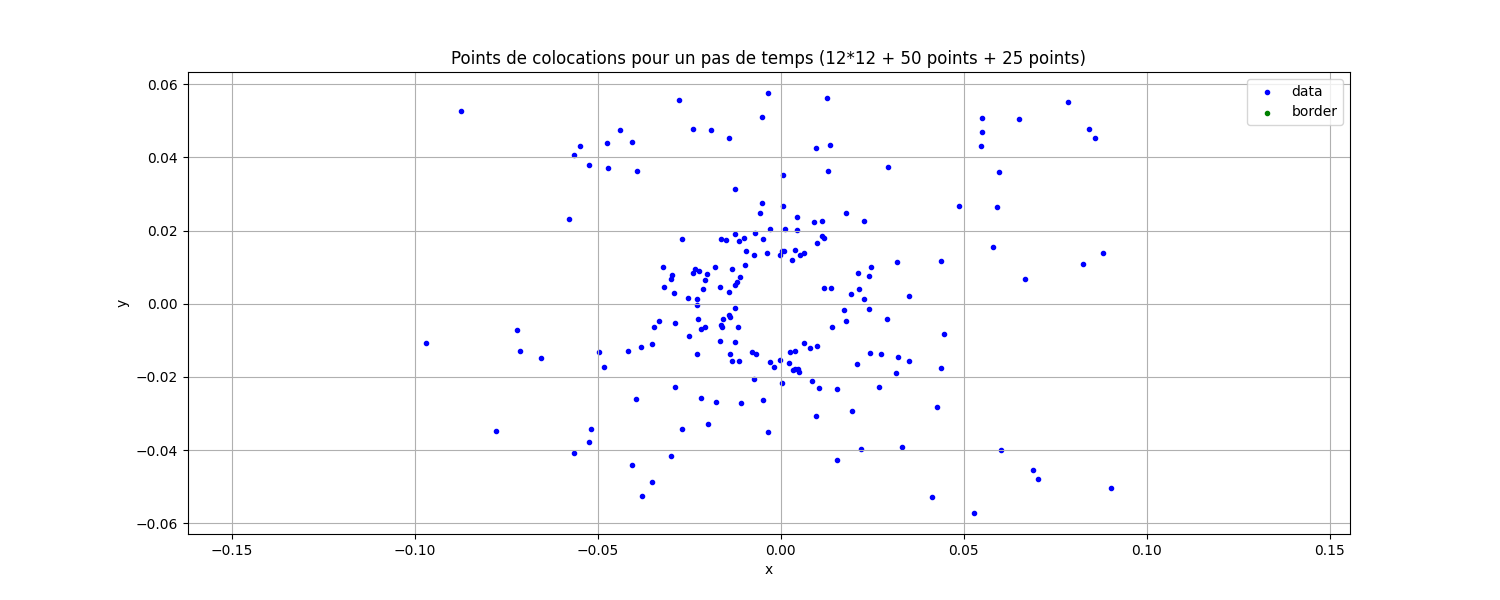 Points de colocations pour un pas de temps (12*12 + 50 points + 25 points)
data
border
0.06
0.04
0.02
0.00
−0.02
−0.04
−0.06
y
−0.15
−0.10
−0.05
0.00
0.05
0.10
0.15
x